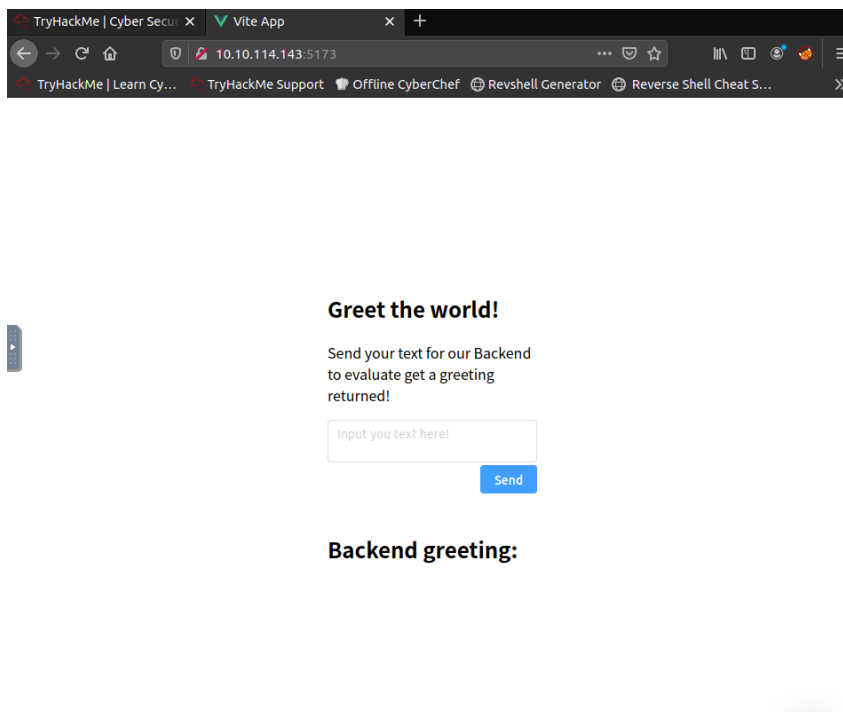 TryHackMe | Cyber Secur
Vite App
10.10.114.143:5173
TryHackMe | Learn Cy… TryHackMe Support Offline CyberChef Revshell Generator Reverse Shell Cheat S…
Greet the world!
Send your text for our Backend
to evaluate get a greeting
returned!
Input you text here!
Send
Backend greeting: